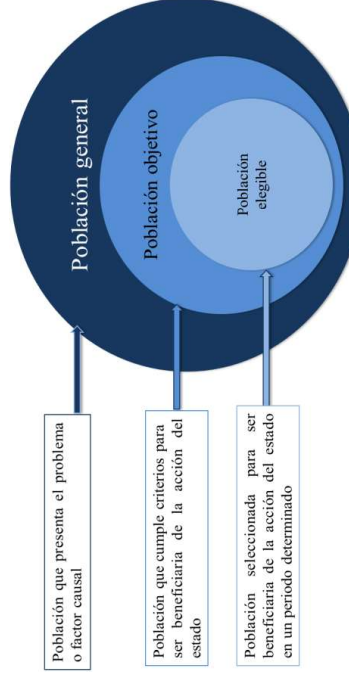 Población que presenta el problema
o factor causal
Población que cumple criterios para
ser beneficiaria de la acción del
estado
Población seleccionada para ser
beneficiaria de la acción del estado
en un periodo determinado
Población general
Población objetivo
Población
elegible